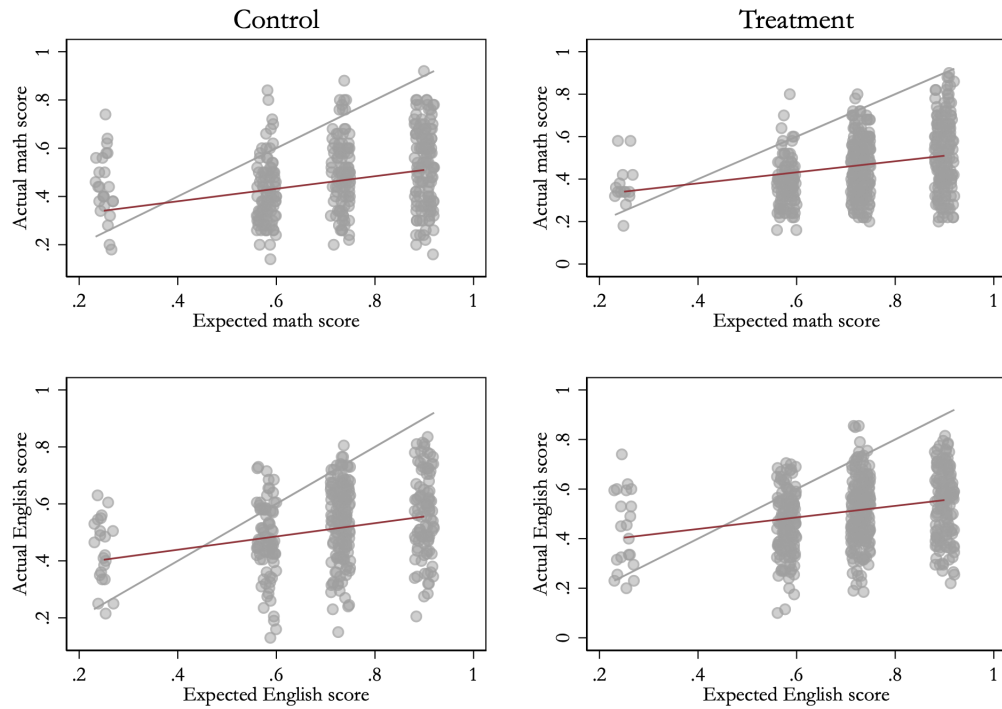 Control
Treatment
Actual math score
1
.8
.6
.4
.2
.2 .4 .6 .8 1
Expected math score
Actual math score
1
.8
.6
.4
.2
0
.2 .4 .6 .8 1
Expected math score
Actual English score
1
.8
.6
.4
.2
.2 .4 .6 .8 1
Expected English score
Actual English score
1
.8
.6
.4
.2
0
.2 .4 .6 .8 1
Expected English score